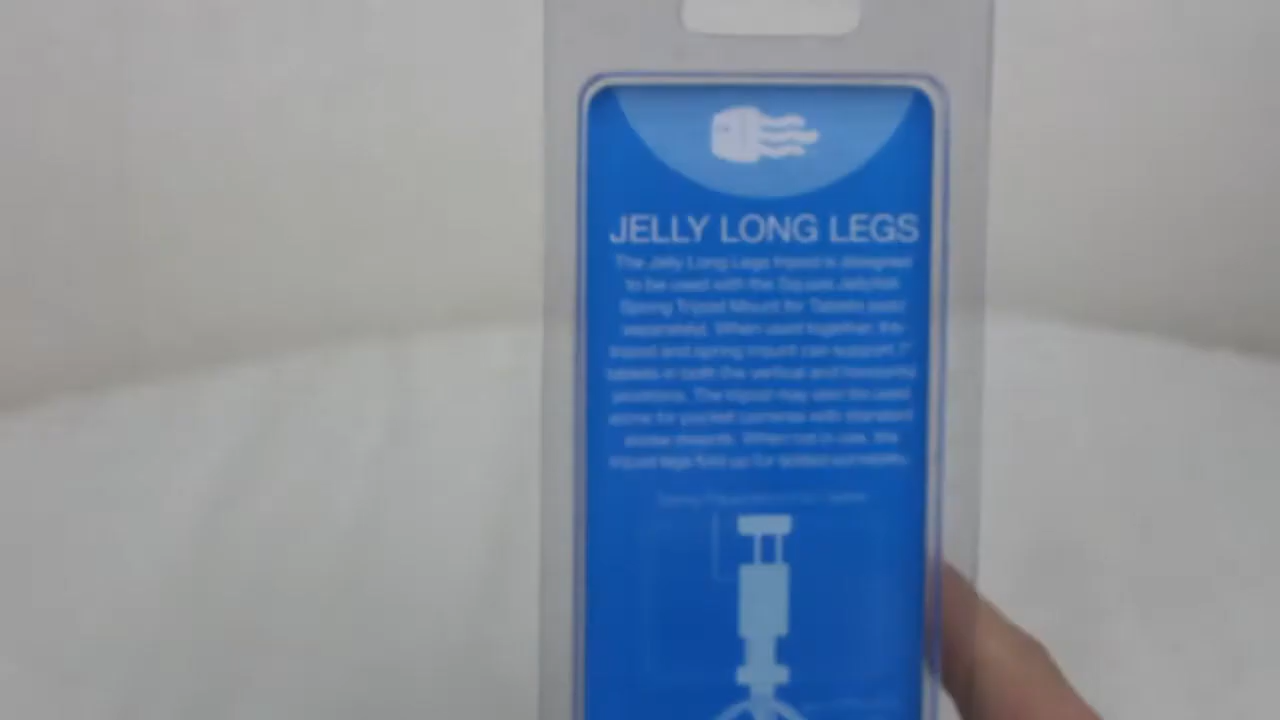 JELLY LONG LEGS
The Jelly Long Legs tripod is designed
to be used with the Square Jellyfish
Spring Tripod Mount for Tablets (sold
separately). When used together, the
tripod and spring mount can support 7"
tablets in both the vertical and horizontal
positions. The tripod may also be used
alone for pocket cameras with standard
screw threads. When not in use, the
tripod legs fold up for